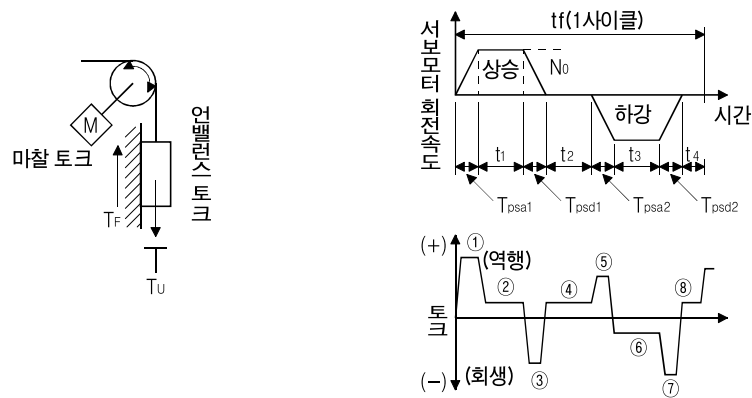 M
마찰 토크
TF
언밸런스 토크
TU
서보모터 회전속도
tf(1사이클)
상승
N0
하강
시간
t1
t2
t3
t4
Tpsa1
Tpsd1
Tpsa2
Tpsd2
토크
(+)
(역행)
(-)
(회생)
①
②
③
④
⑤
⑥
⑦
⑧